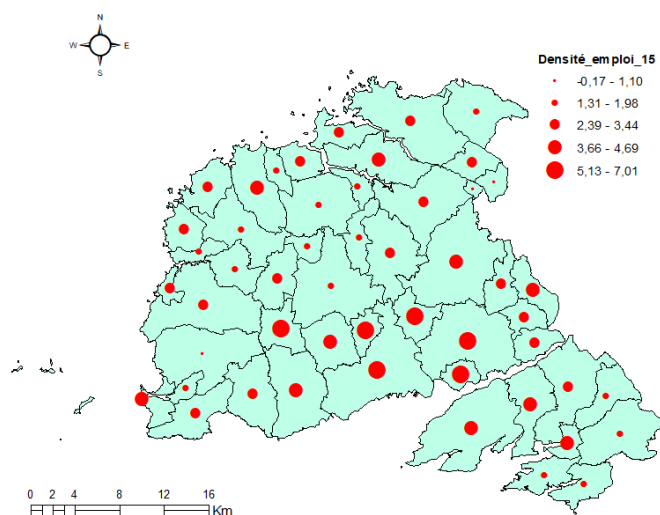 N
W E
S
Densité_emploi_15
-0,17 - 1,10
1,31 - 1,98
2,39 - 3,44
3,66 - 4,69
5,13 - 7,01
0 2 4 8 12 16
Km